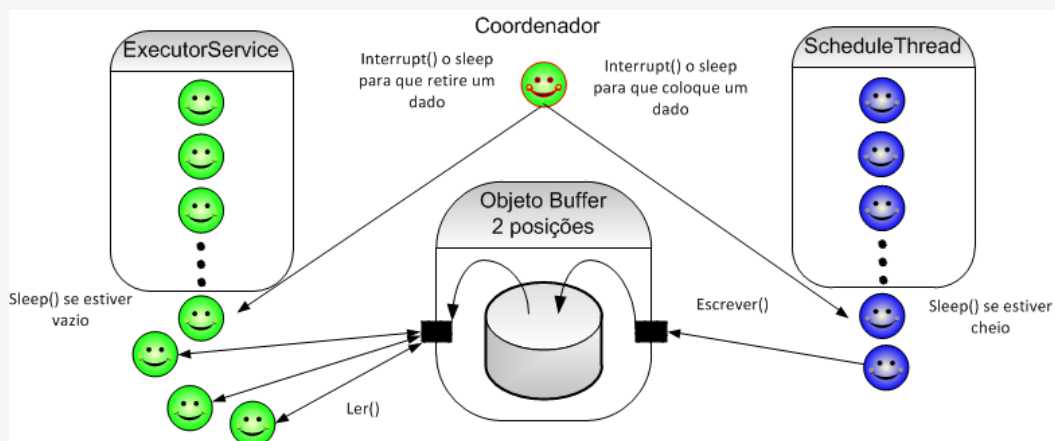 Coordenador
ExecutorService
ScheduleThread
Interrupt() o sleep
para que retire um
dado
Interrupt() o sleep
para que coloque um
dado
Objeto Buffer
2 posições
Sleep() se estiver
vazio
Escrever()
Sleep() se estiver
cheio
Ler()